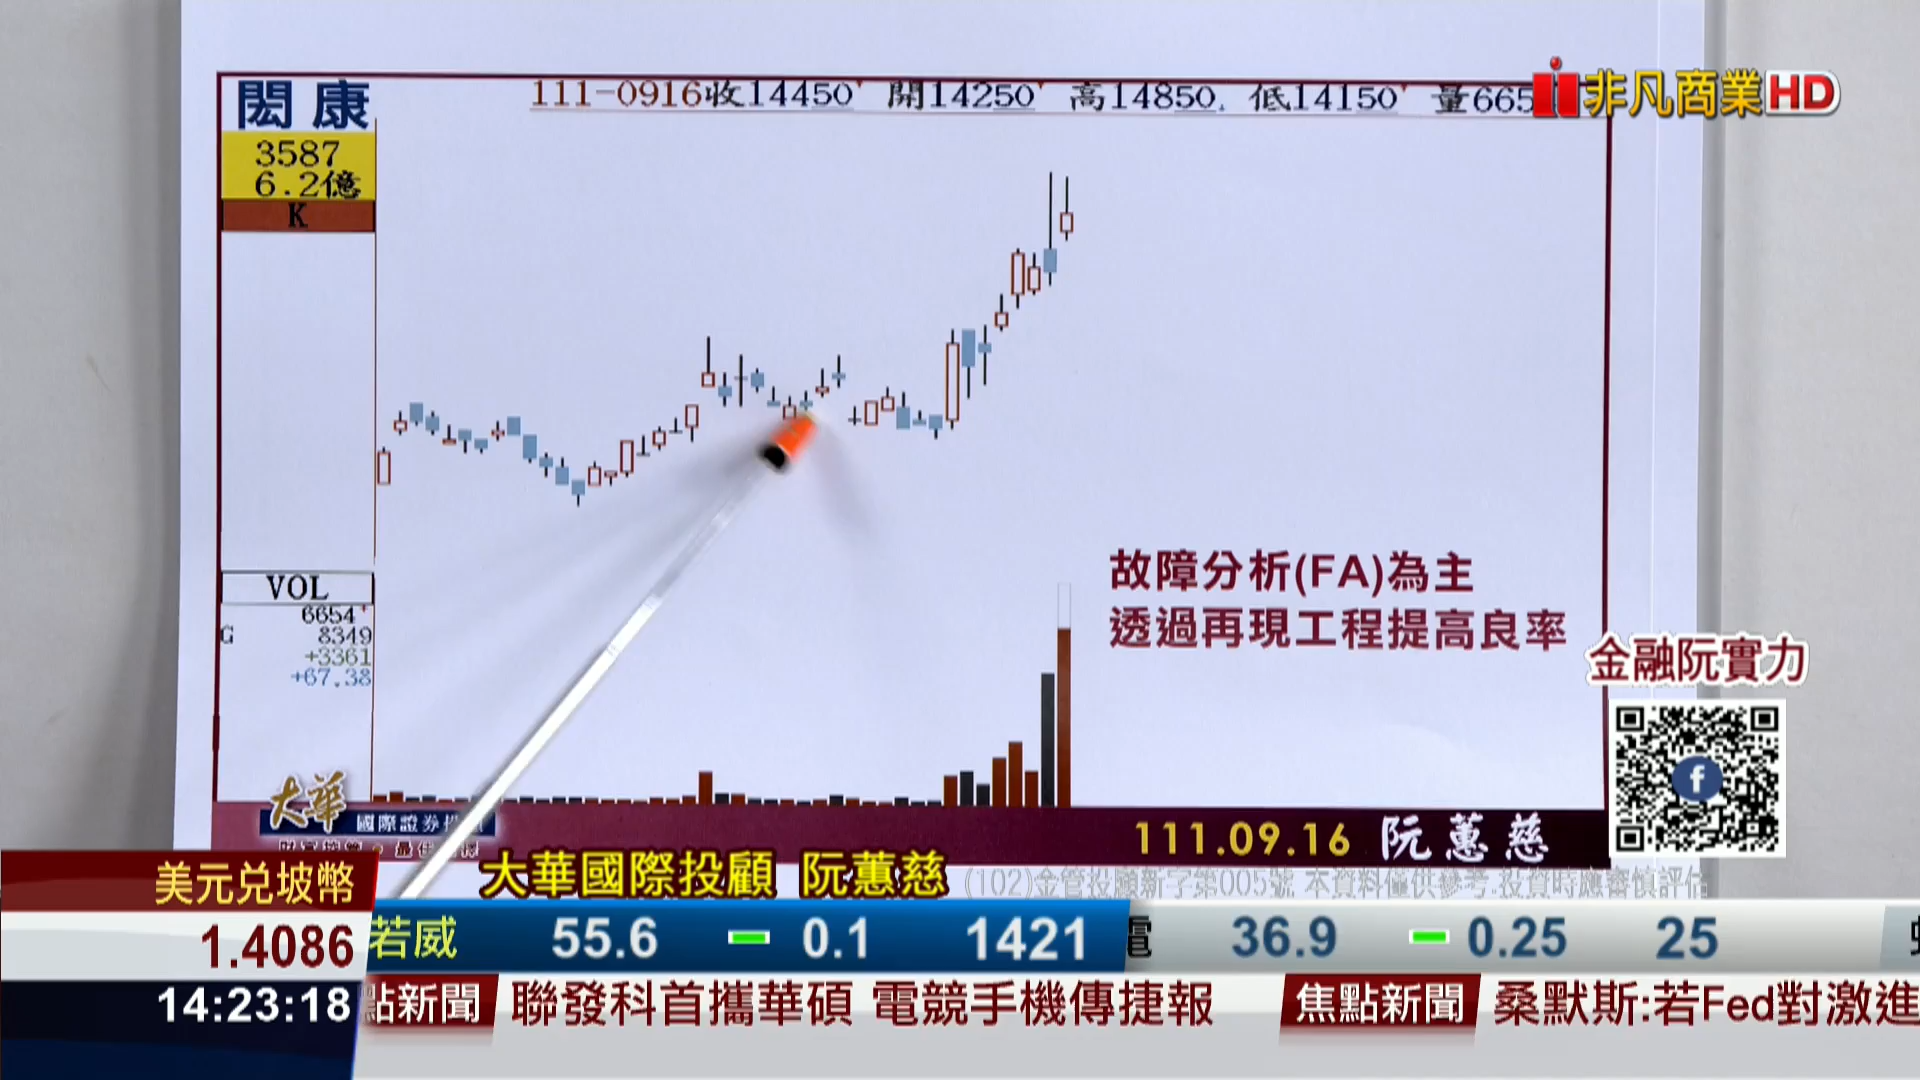 閎康
111-0916收14450 開14250 高14850 低14150 量665
非凡商業HD
3587
6.2億
K
VOL
6654
G 8349
+3361
+67.38
故障分析(FA)為主
透過再現工程提高良率
金融阮實力
大華
國際證券投
111.09.16 阮蕙慈
大華國際投顧 阮蕙慈
(102)金管投顧新字第005號 本資料僅供參考,投資時應審慎評估
美元兑坡幣
1.4086
14:23:18
若威 55.6 0.1 1421 電 36.9 0.25 25
點新聞 聯發科首攜華碩 電競手機傳捷報 焦點新聞 桑默斯:若Fed對激進